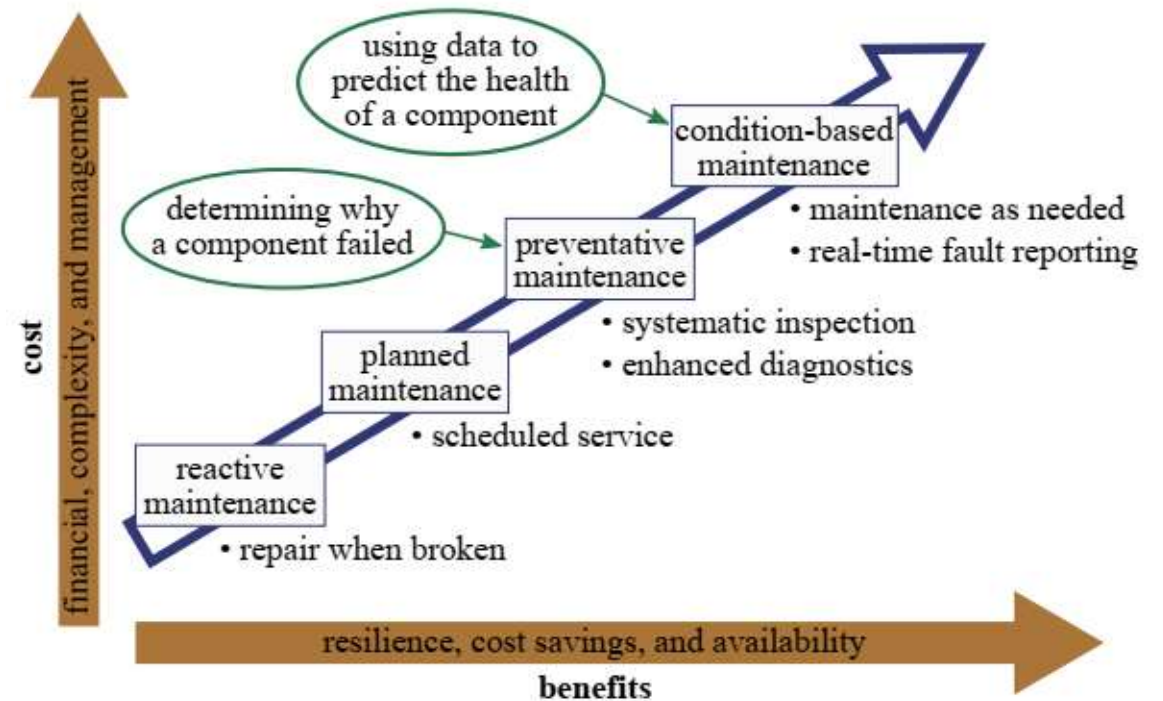 using data to
predict the health
of a component
condition-based
maintenance
• maintenance as needed
• real-time fault reporting
determining why
a component failed
preventative
maintenance
• systematic inspection
• enhanced diagnostics
planned
maintenance
• scheduled service
reactive
maintenance
• repair when broken
cost
financial, complexity, and management
resilience, cost savings, and availability
benefits